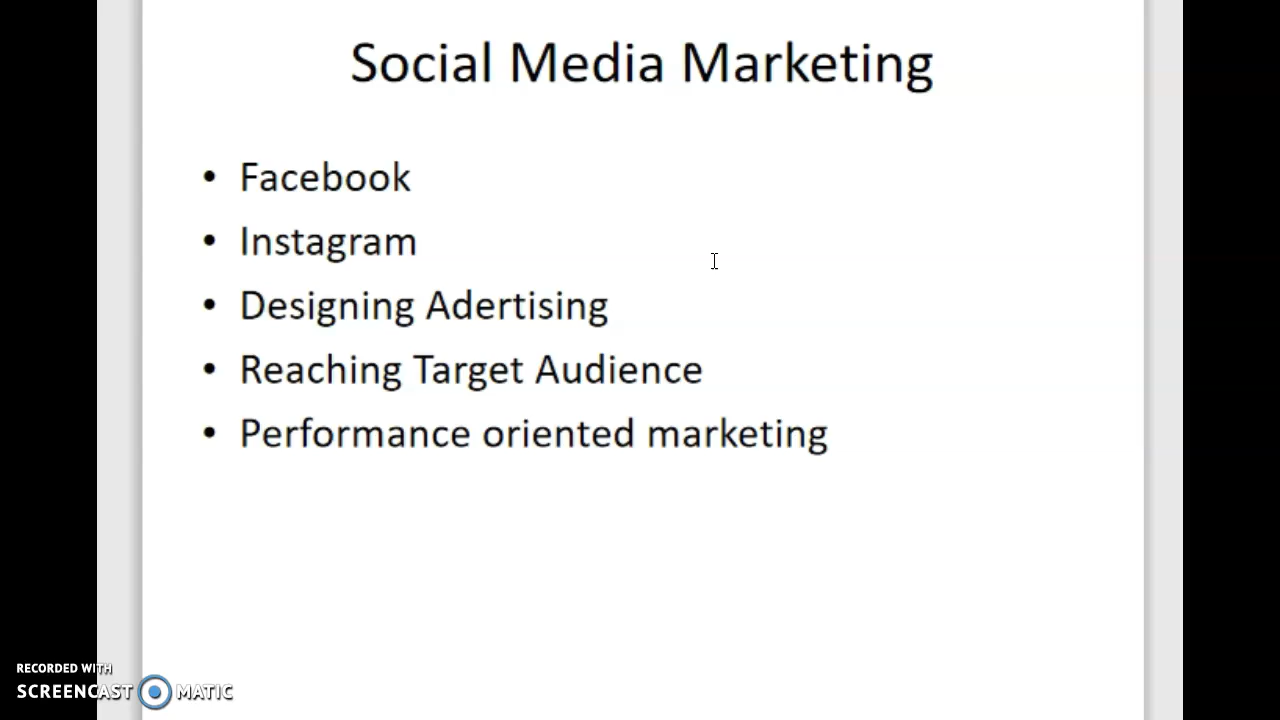 Social Media Marketing
• Facebook
• Instagram
• Designing Adertising
• Reaching Target Audience
• Performance oriented marketing
RECORDED WITH
SCREENCAST MATIC